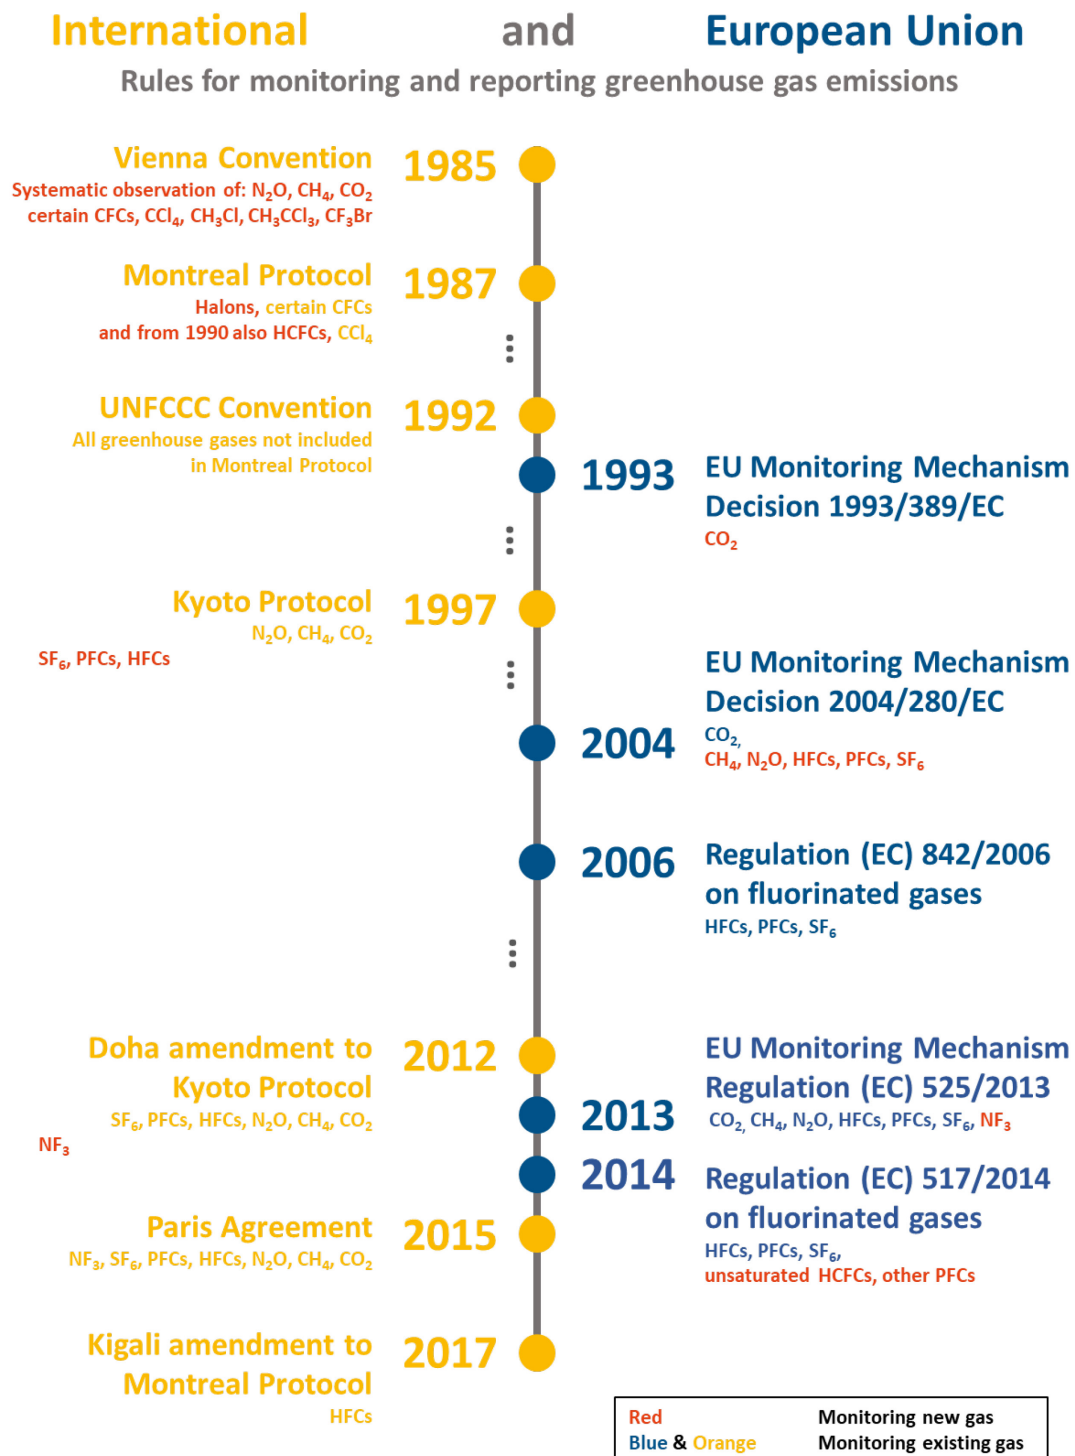 International and European Union
Rules for monitoring and reporting greenhouse gas emissions
Vienna Convention 1985
Systematic observation of: N₂O, CH₄, CO₂
certain CFCs, CCl₄, CH₃Cl, CH₃CCl₃, CF₃Br
Montreal Protocol 1987
Halons, certain CFCs
and from 1990 also HCFCs, CCl₄
UNFCCC Convention 1992
All greenhouse gases not included
in Montreal Protocol
1993 EU Monitoring Mechanism
Decision 1993/389/EC
CO₂
Kyoto Protocol 1997
N₂O, CH₄, CO₂
SF₆, PFCs, HFCs
EU Monitoring Mechanism
Decision 2004/280/EC
2004 CO₂,
CH₄, N₂O, HFCs, PFCs, SF₆
2006 Regulation (EC) 842/2006
on fluorinated gases
HFCs, PFCs, SF₆
Doha amendment to 2012
Kyoto Protocol
SF₆, PFCs, HFCs, N₂O, CH₄, CO₂
NF₃
EU Monitoring Mechanism
2013 Regulation (EC) 525/2013
CO₂, CH₄, N₂O, HFCs, PFCs, SF₆, NF₃
2014 Regulation (EC) 517/2014
on fluorinated gases
HFCs, PFCs, SF₆,
unsaturated HCFCs, other PFCs
Paris Agreement 2015
NF₃, SF₆, PFCs, HFCs, N₂O, CH₄, CO₂
Kigali amendment to 2017
Montreal Protocol
HFCs
Red Monitoring new gas
Blue & Orange Monitoring existing gas